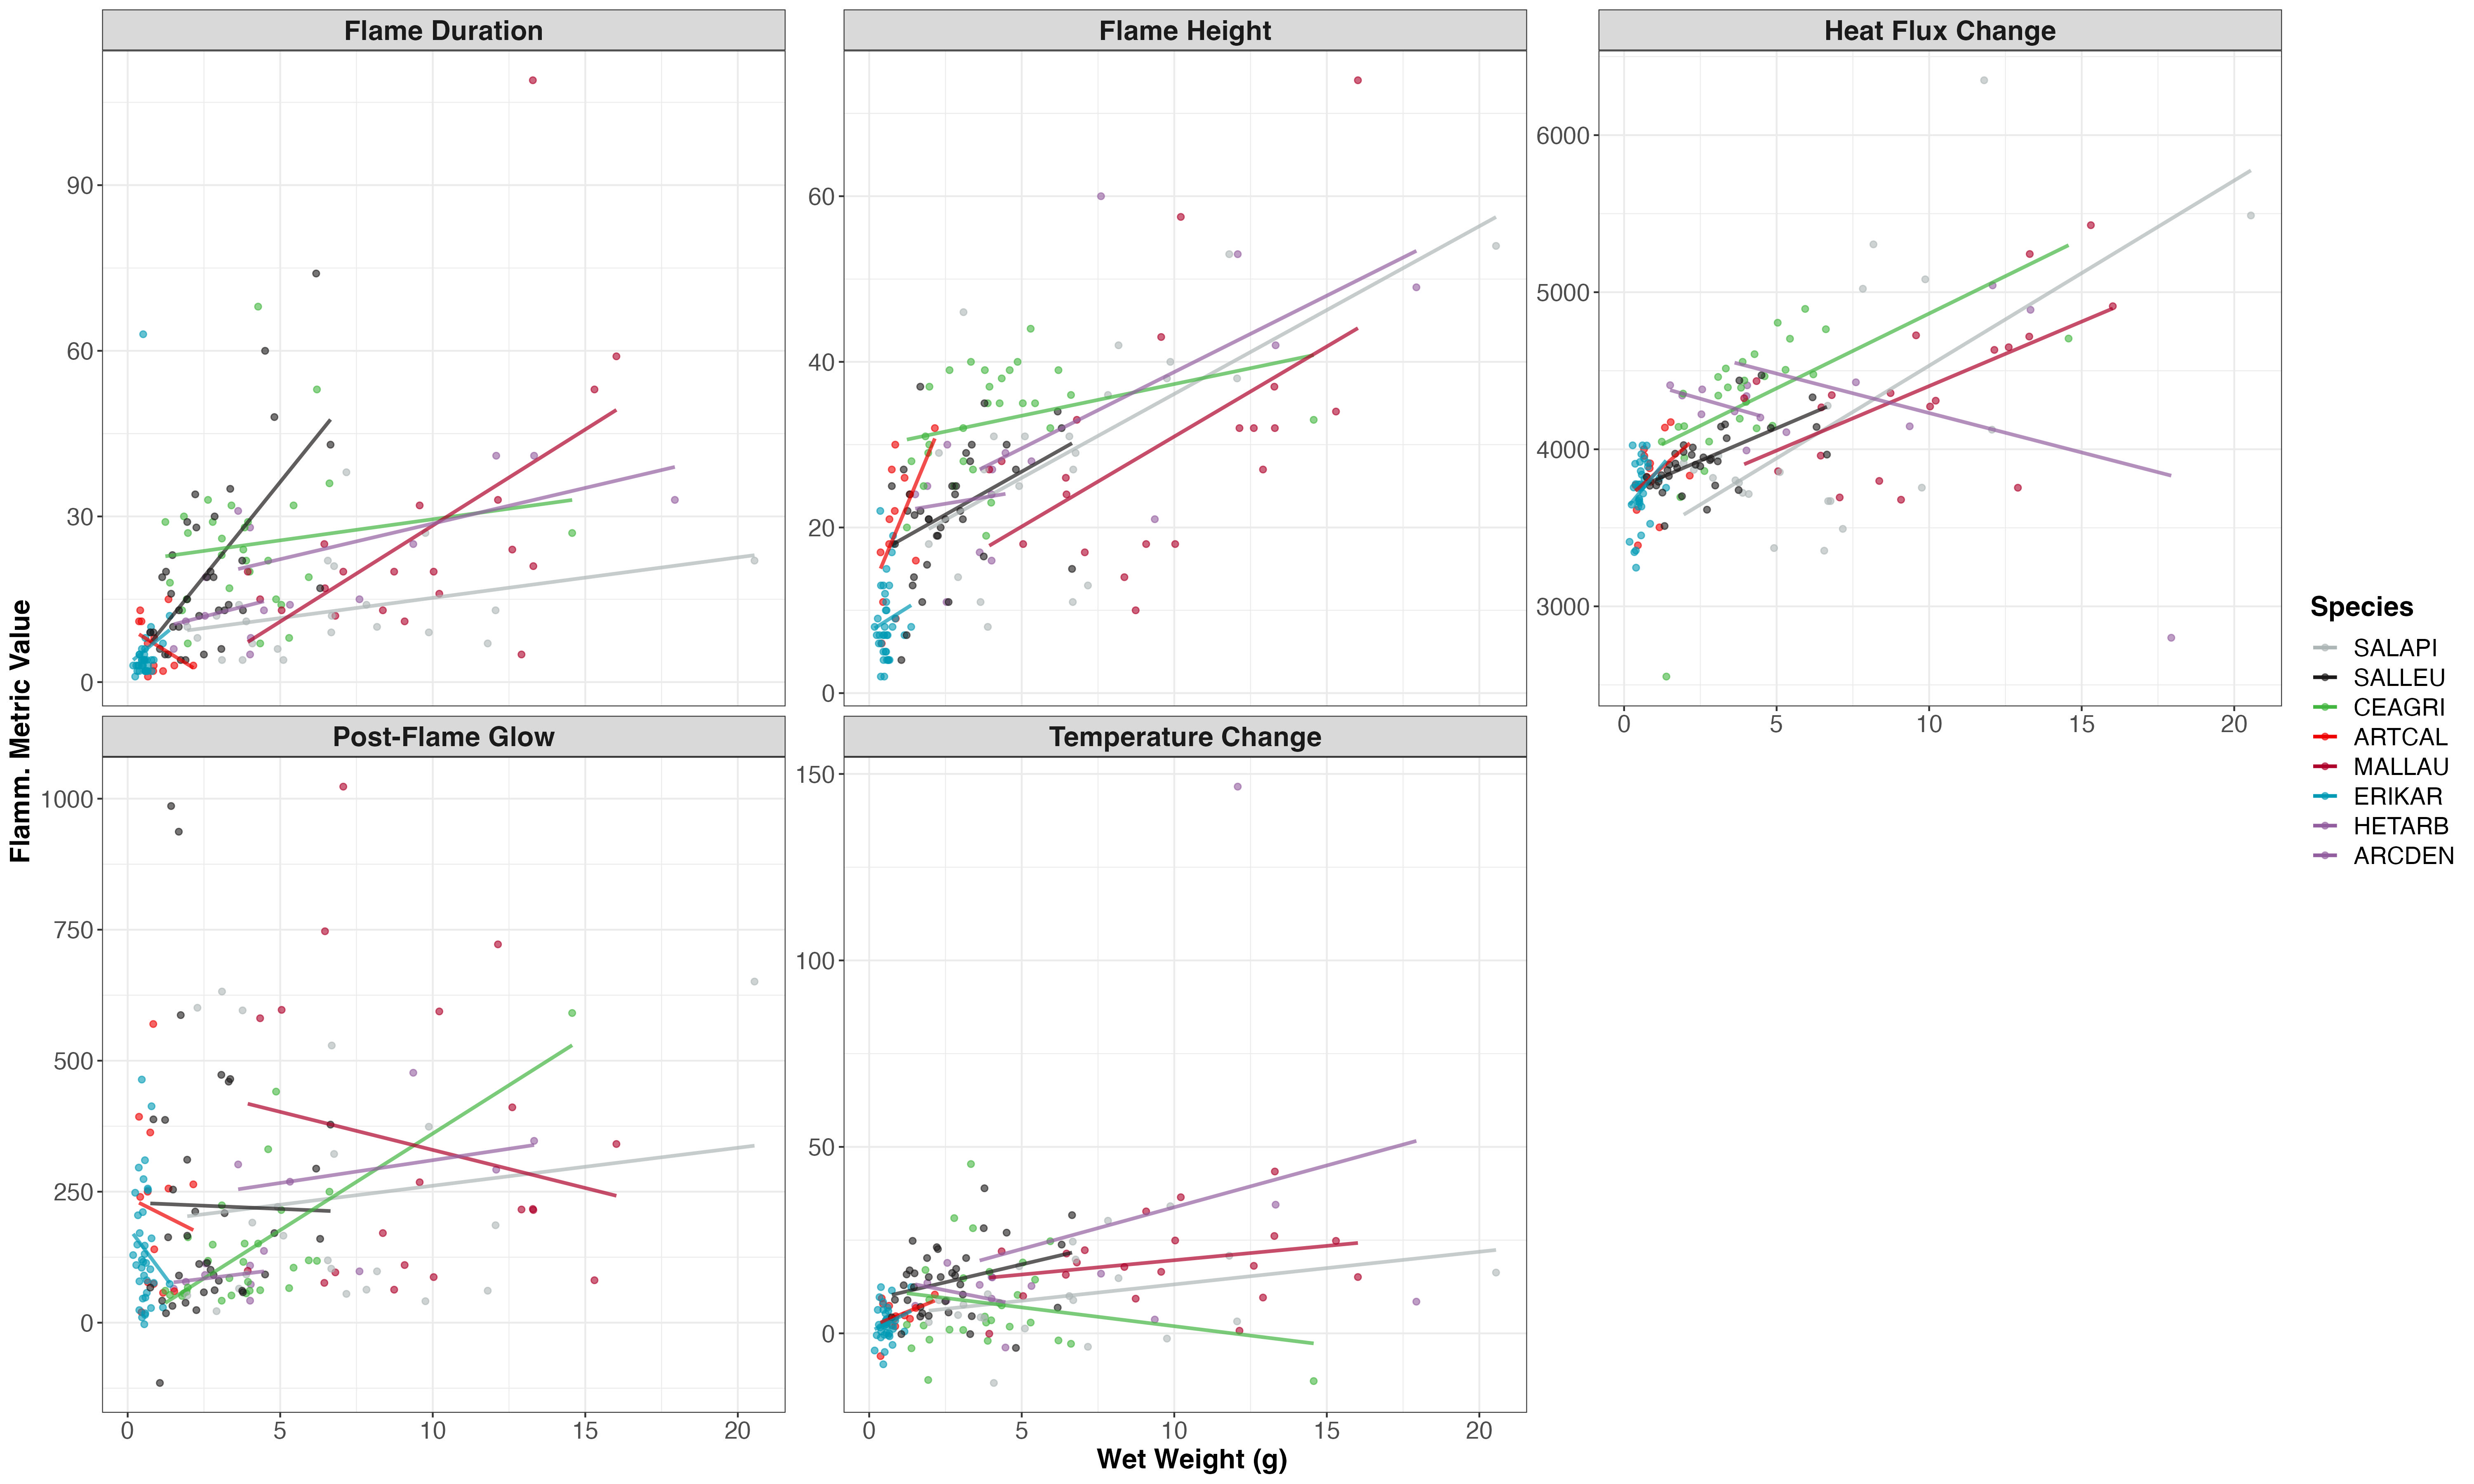 Flame Duration
Flame Height
Heat Flux Change
90
60
30
0
60
40
20
0
6000
5000
4000
3000
0 5 10 15 20
Post-Flame Glow
Temperature Change
1000
750
500
250
0
150
100
50
0
0 5 10 15 20
0 5 10 15 20
Flamm. Metric Value
Wet Weight (g)
Species
SALAPI
SALLEU
CEAGRI
ARTCAL
MALLAU
ERIKAR
HETARB
ARCDEN